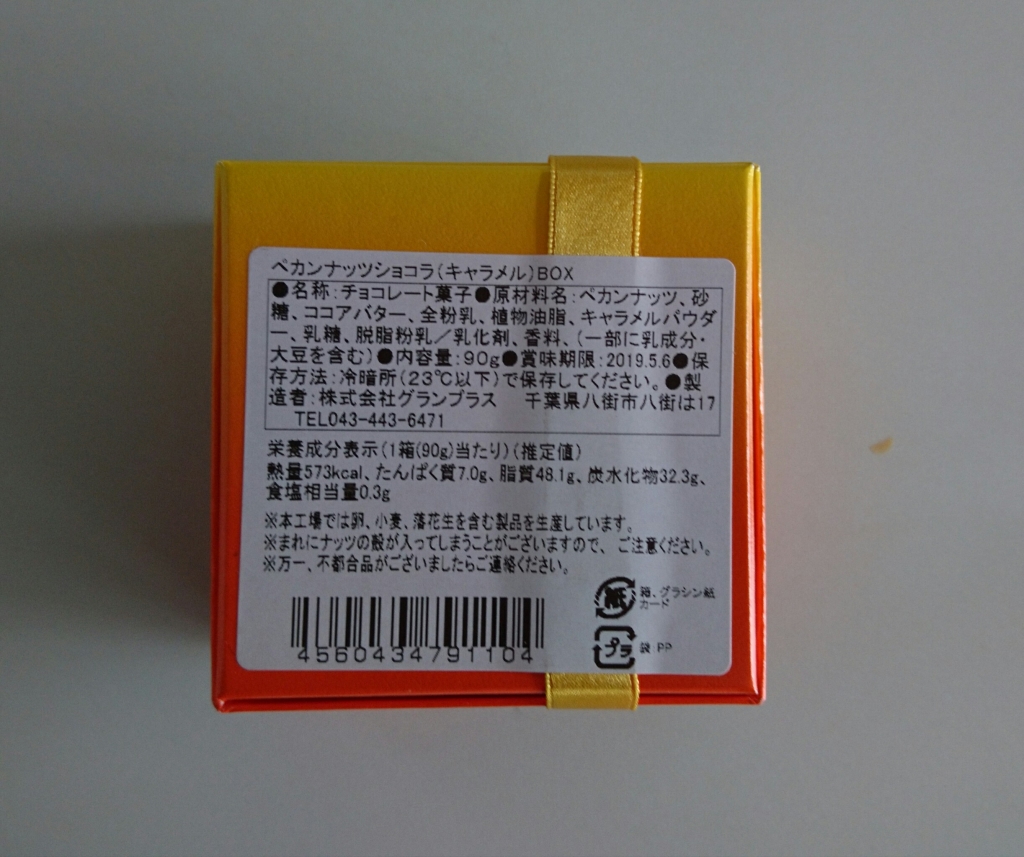 ペカンナッツショコラ(キャラメル)BOX
●名称:チョコレート菓子●原材料名:ペカンナッツ、砂
糖、ココアバター、全粉乳、植物油脂、キャラメルパウダ
ー、乳糖、脱脂粉乳/乳化剤、香料、(一部に乳成分・
大豆を含む)●内容量:90g●賞味期限:2019.5.6●保
存方法:冷暗所(23℃以下)で保存してください。●製
造者:株式会社グランプラス 千葉県八街市八街は17
TEL043-443-6471
栄養成分表示(1箱(90g)当たり)(推定値)
熱量573kcal、たんぱく質7.0g、脂質48.1g、炭水化物32.3g、
食塩相当量0.3g
※本工場では卵、小麦、落花生を含む製品を生産しています。
※まれにナッツの殻が入ってしまうことがございますので、ご注意ください。
※万一、不都合品がございましたらご連絡ください。
紙 箱、グラシン紙
カード
プラ 袋 PP
4560434791104